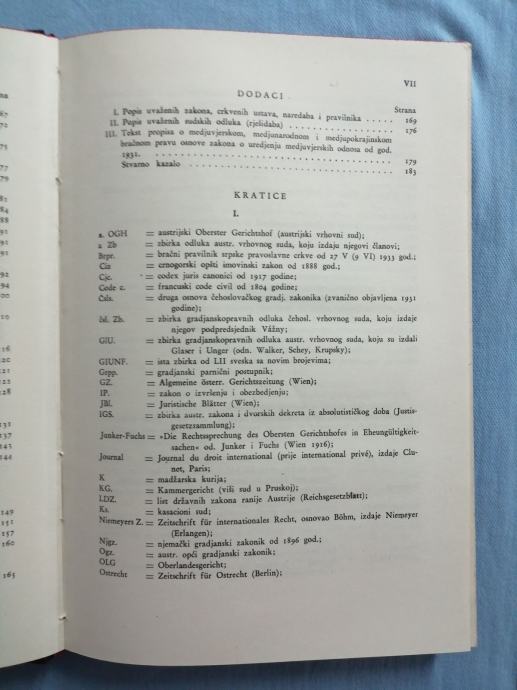 VII
DODACI
Strana
I. Popis uvaženih zakona, crkvenih ustava, naredaba i pravilnika . . . . . 169
II. Popis uvaženih sudskih odluka (rješidaba) . . . . . . . . . . . . . . . . 176
III. Tekst propisa o medjuvjerskom, medjunarodnom i medjupokrajinskom
bračnom pravu osnove zakona o uredjenju medjuvjerskih odnosa od god.
1932. . . . . . . . . . . . . . . . . . . . . . . . . . . . . . . . . . . 179
Stvarno kazalo . . . . . . . . . . . . . . . . . . . . . . . . . . . . . 183
KRATICE
I.
a. OGH = austrijski Oberster Gerichtshof (austrijski vrhovni sud);
a Zb = zbirka odluka austr. vrhovnog suda, koju izdaju njegovi članovi;
Brpr. = bračni pravilnik srpske pravoslavne crkve od 27 V (9 VI) 1933 god.;
Ciz = crnogorski opšti imovinski zakon od 1888 god.;
Cjc. = codex juris canonici od 1917 godine;
Code c. = francuski code civil od 1804 godine;
Čsls. = druga osnova čehoslovačkog gradj. zakonika (zvanično objavljena 1931
godine);
čsl. Zb. = zbirka gradjanskopravnih odluka čehosl. vrhovnog suda, koju izdaje
njegov podpredsjednik Vážny;
GlU. = zbirka gradjanskopravnih odluka austr. vrhovnog suda, koju su izdali
Glaser i Unger (odn. Walker, Schey, Krupsky);
GlUNF. = ista zbirka od LII sveska sa novim brojevima;
Grpp. = gradjanski parnični postupnik;
GZ. = Algemeine österr. Gerichtszeitung (Wien);
IP. = zakon o izvršenju i obezbedjenju;
JBl. = Juristische Blätter (Wien);
IGS. = zbirka austr. zakona i dvorskih dekreta iz absolutističkog doba (Justis-
gesetzsammlung);
Junker-Fuchs = »Die Rechtssprechung des Obersten Gerichtshofes in Eheungültigkeit-
sachen« od. Junker i Fuchs (Wien 1916);
Journal = Journal du droit international (prije international privé), izdaje Clu-
net, Paris;
K = madžarska kurija;
KG. = Kammergericht (viši sud u Pruskoj);
LDZ. = list državnih zakona ranije Austrije (Reichsgesetzblatt);
Ks. = kasacioni sud;
Niemeyers Z. = Zeitschrift für internationales Recht, osnovao Böhm, izdaje Niemeyer
(Erlangen);
Njgz. = njemački gradjanski zakonik od 1896 god.;
Ogz. = austr. opći gradjanski zakonik;
OLG = Oberlandesgericht;
Ostrecht = Zeitschrift für Ostrecht (Berlin);